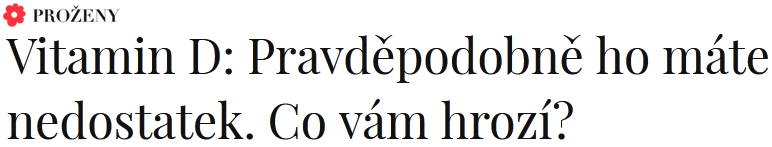 PROŽENY
Vitamin D: Pravděpodobně ho máte
nedostatek. Co vám hrozí?